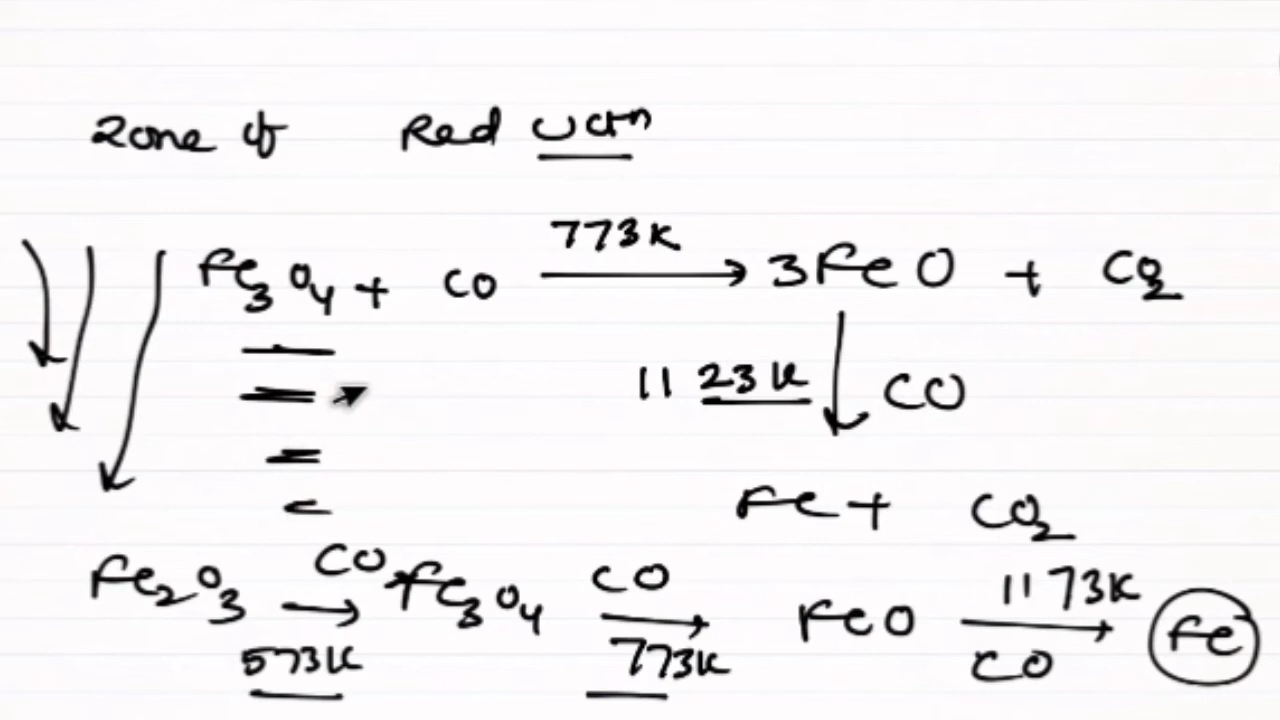 Zone of Reduction
773K
Fe3O4 + CO → 3FeO + CO2
1123K ↓ CO
Fe + CO2
Fe2O3 →CO 573K Fe3O4 →CO 773K FeO →1173K CO Fe